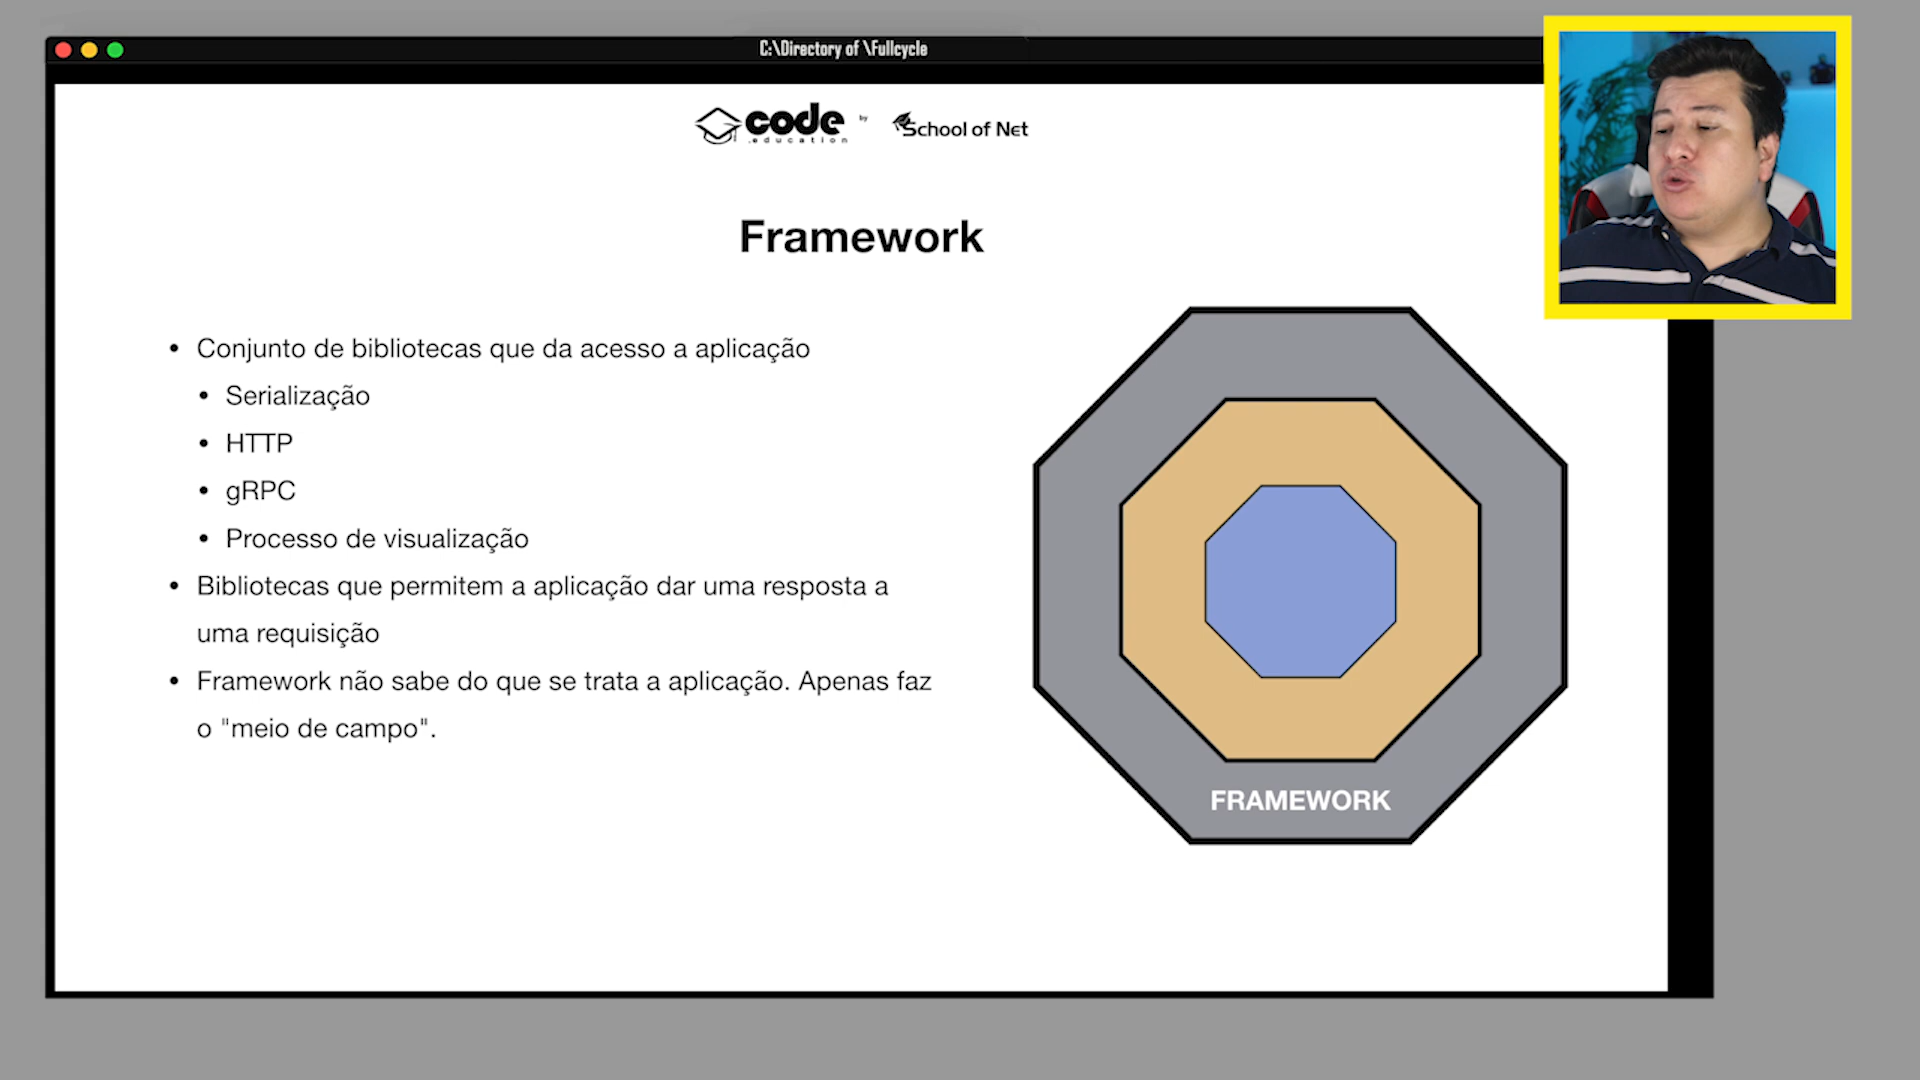 C:\Directory of \Fullcycle
code by School of Net
.education
Framework
• Conjunto de bibliotecas que da acesso a aplicação
• Serialização
• HTTP
• gRPC
• Processo de visualização
• Bibliotecas que permitem a aplicação dar uma resposta a
uma requisição
• Framework não sabe do que se trata a aplicação. Apenas faz
o "meio de campo".
FRAMEWORK